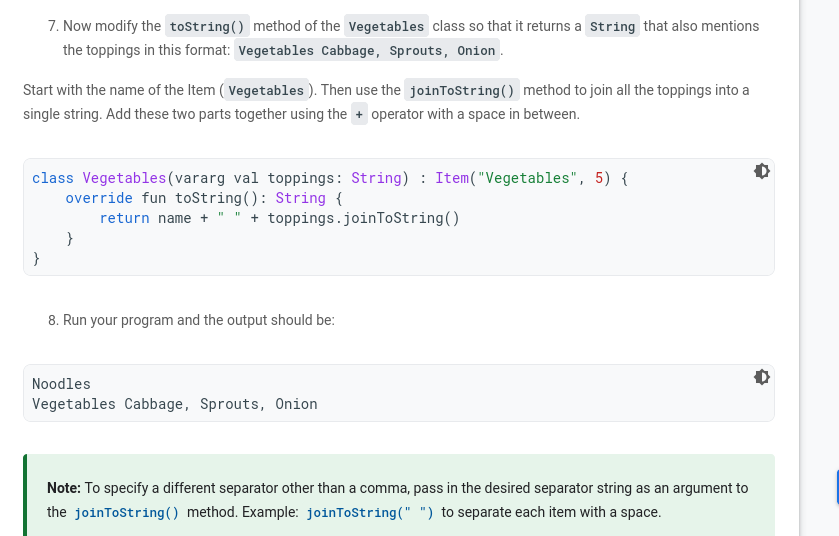 7. Now modify the toString() method of the Vegetables class so that it returns a String that also mentions
the toppings in this format: Vegetables Cabbage, Sprouts, Onion.
Start with the name of the Item (Vegetables). Then use the joinToString() method to join all the toppings into a
single string. Add these two parts together using the + operator with a space in between.
class Vegetables(vararg val toppings: String) : Item("Vegetables", 5) {
    override fun toString(): String {
        return name + " " + toppings.joinToString()
    }
}
8. Run your program and the output should be:
Noodles
Vegetables Cabbage, Sprouts, Onion
Note: To specify a different separator other than a comma, pass in the desired separator string as an argument to
the joinToString() method. Example: joinToString(" ") to separate each item with a space.